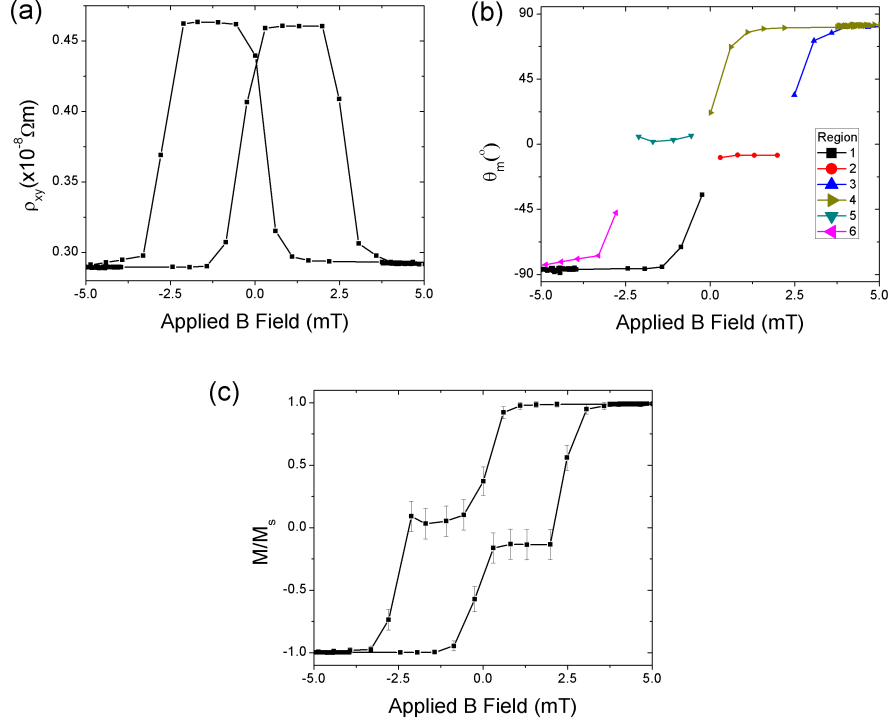 (a)
0.45
0.40
0.35
0.30
ρxy(x10⁻⁸Ωm)
-5.0 -2.5 0.0 2.5 5.0
Applied B Field (mT)
(b)
90
45
0
-45
-90
θm(°)
Region
1
2
3
4
5
6
-5.0 -2.5 0.0 2.5 5.0
Applied B Field (mT)
(c)
1.0
0.5
0.0
-0.5
-1.0
M/Ms
-5.0 -2.5 0.0 2.5 5.0
Applied B Field (mT)